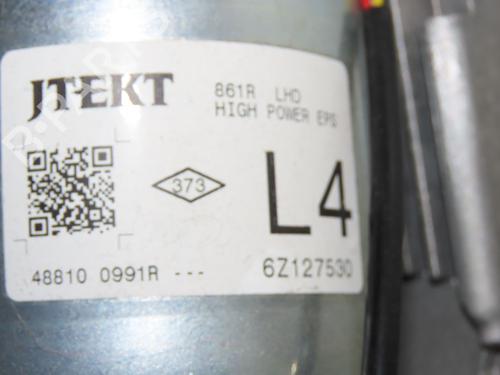 JTEKT
861R LHD
HIGH POWER EPS
373
L4
48810 0991R ---
6Z127530